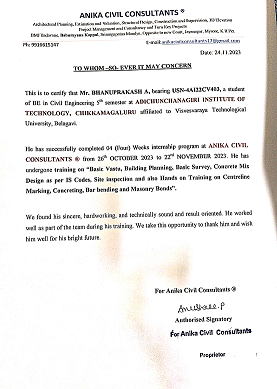 ANIKA CIVIL CONSULTANTS
Architectural Planning, Estimation and Valuation, Structural Design, Construction and Supervision, 3D Elevation
Project Management and Consultancy and Turn Key Projects
Ph: 9916615147
E-mail:
Date: 24.11.2023
TO WHOM -SO- EVER IT MAY CONCERN
This is to certify that Mr. BHANUPRAKASH A, bearing USN-4AI22CV403, a student
of BE in Civil Engineering 5th semester at ADICHUNCHANAGIRI INSTITUTE OF
TECHNOLOGY, CHIKKAMAGALURU affiliated to Visvesvaraya Technological
University, Belagavi.
He has successfully completed 04 (Four) Weeks internship program at ANIKA CIVIL
CONSULTANTS ® from 26th OCTOBER 2023 to 22nd NOVEMBER 2023. He has
undergone training on "Basic Vastu, Building Planning, Basic Survey, Concrete Mix
Design as per IS Codes, Site inspection and also Hands on Training on Centreline
Marking, Concreting, Bar bending and Masonry Bonds".
We found his sincere, hardworking, and technically sound and result oriented. He worked
well as part of the team during his training. We take this opportunity to thank him and wish
him well for his bright future.
For Anika Civil Consultants ®
Authorised Signatory
For Anika Civil Consultants
Proprietor